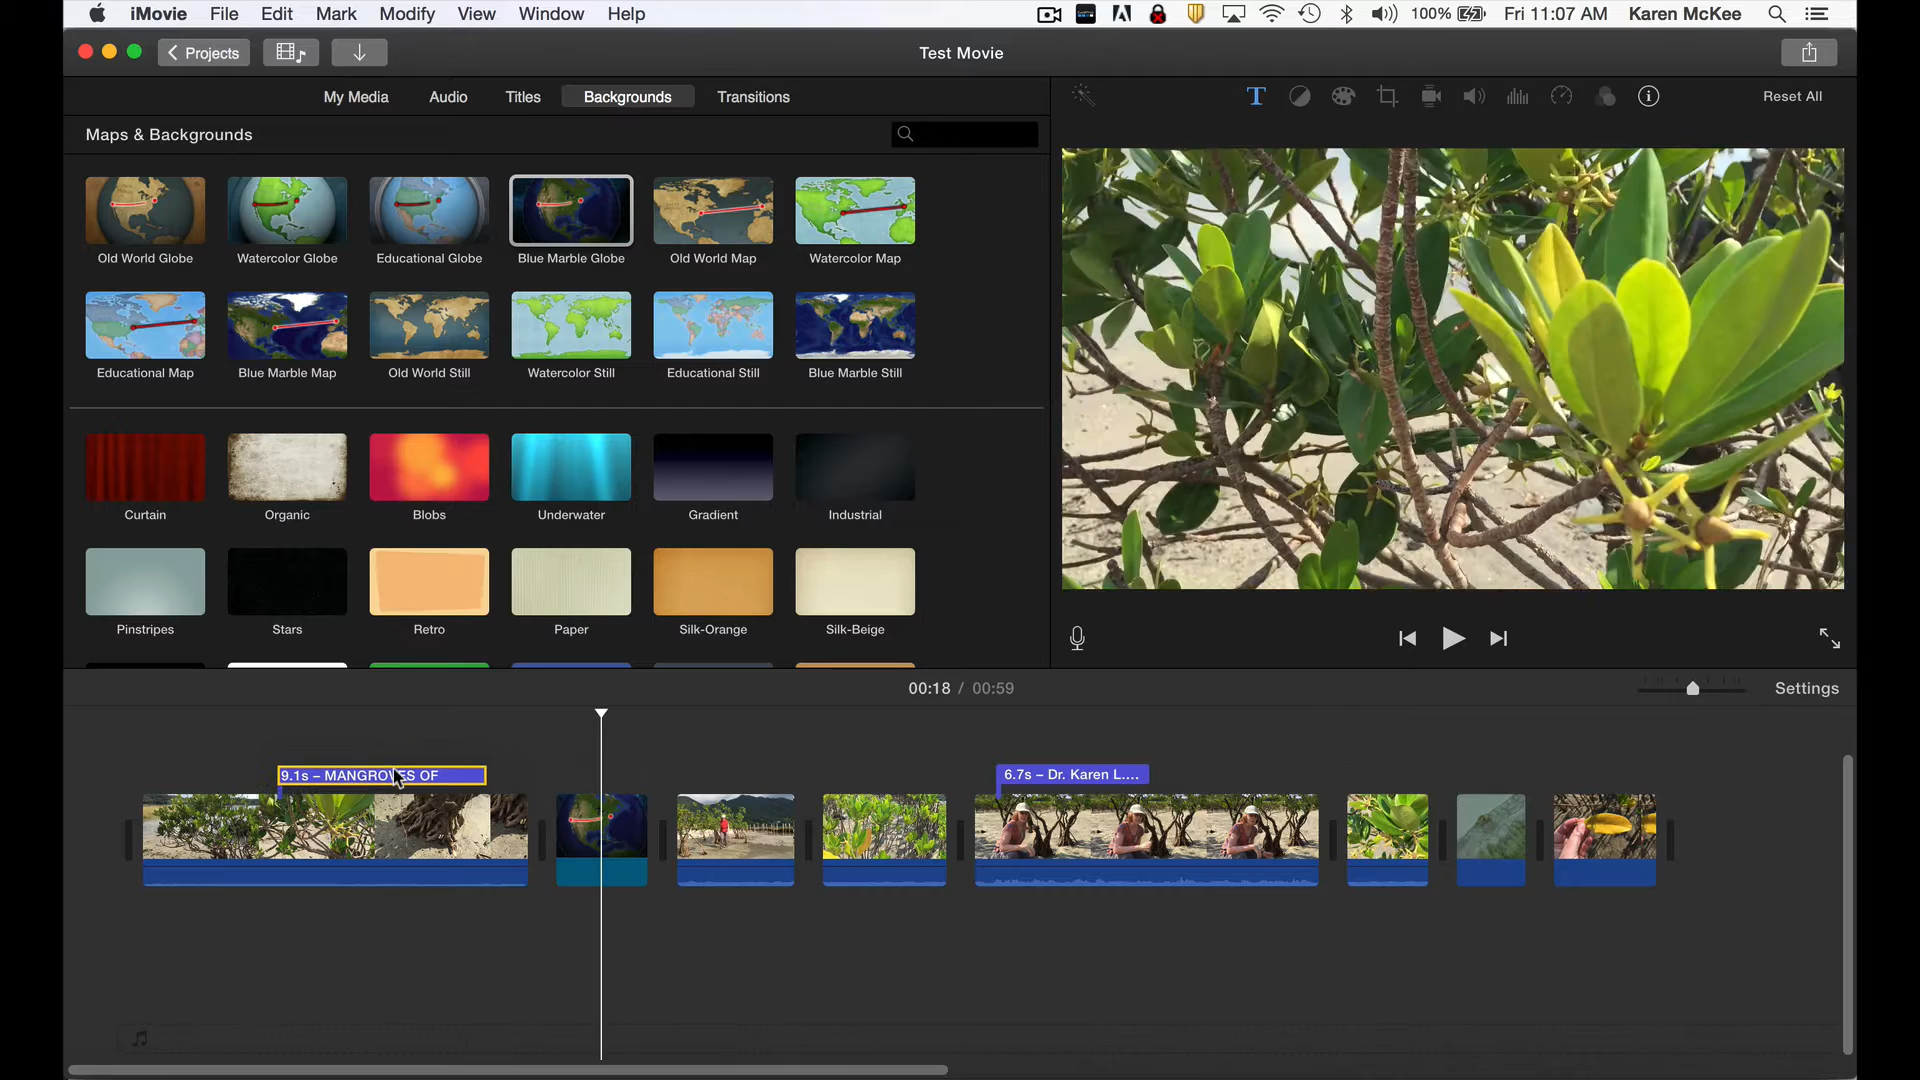 iMovie File Edit Mark Modify View Window Help 100% Fri 11:07 AM Karen McKee
Projects Test Movie
My Media Audio Titles Backgrounds Transitions T Reset All
Maps & Backgrounds
Old World Globe Watercolor Globe Educational Globe Blue Marble Globe Old World Map Watercolor Map
Educational Map Blue Marble Map Old World Still Watercolor Still Educational Still Blue Marble Still
Curtain Organic Blobs Underwater Gradient Industrial
Pinstripes Stars Retro Paper Silk-Orange Silk-Beige
00:18 / 00:59 Settings
9.1s – MANGROVES OF 6.7s – Dr. Karen L....